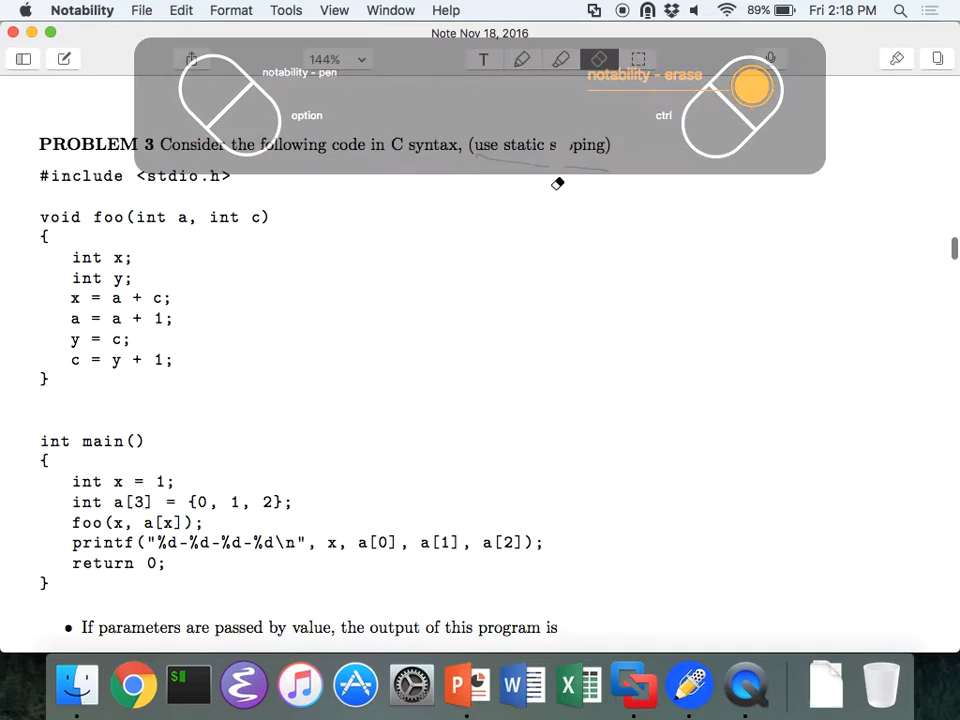 Notability File Edit Format Tools View Window Help 89% Fri 2:18 PM
Note Nov 18, 2016
144% T
notability - pen notability - erase
option ctrl
PROBLEM 3 Consider the following code in C syntax, (use static s ping)
#include <stdio.h>
void foo(int a, int c)
{
int x;
int y;
x = a + c;
a = a + 1;
y = c;
c = y + 1;
}
int main()
{
int x = 1;
int a[3] = {0, 1, 2};
foo(x, a[x]);
printf("%d-%d-%d-%d\n", x, a[0], a[1], a[2]);
return 0;
}
• If parameters are passed by value, the output of this program is
$ P W X